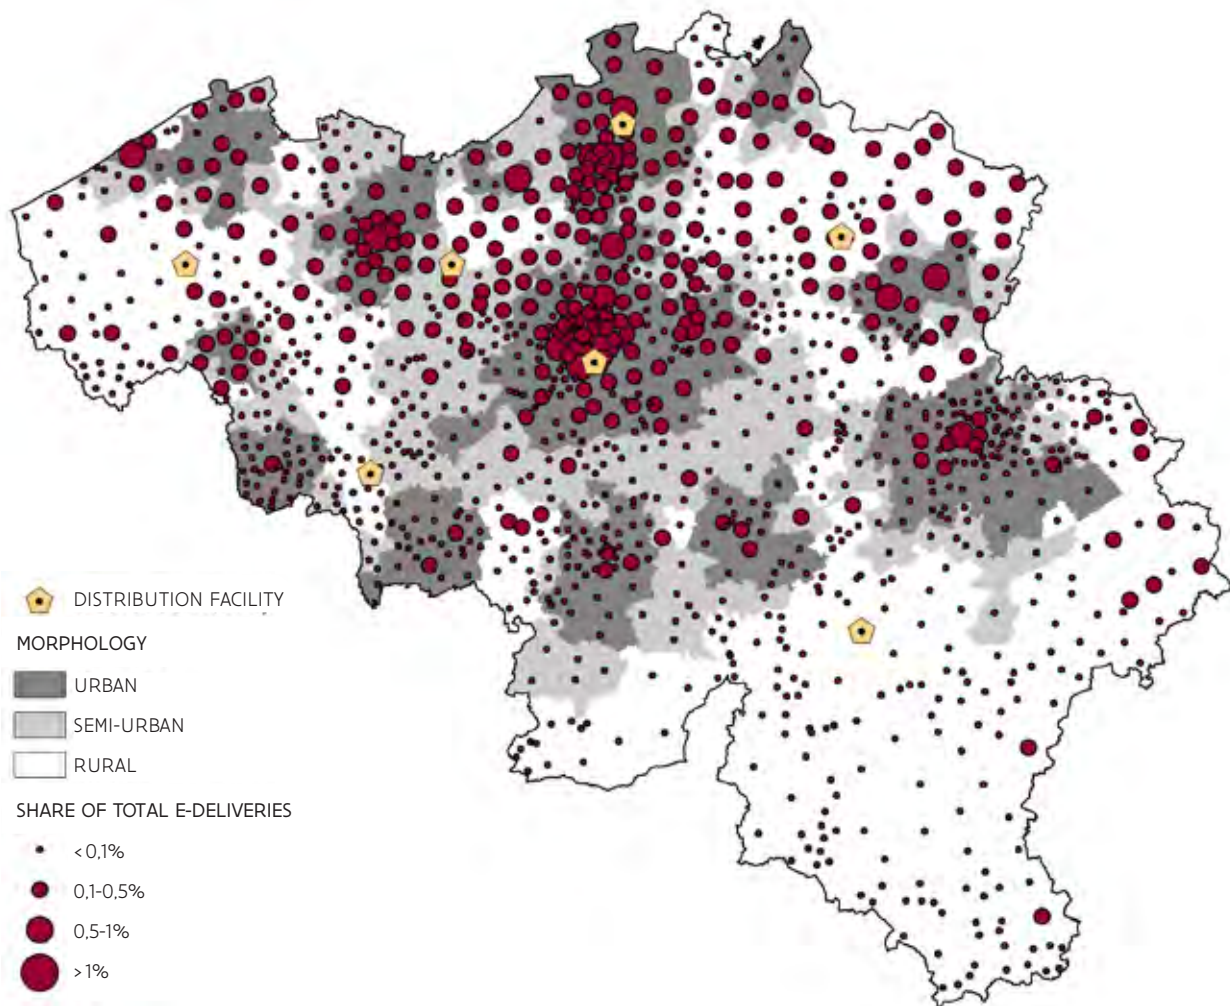 DISTRIBUTION FACILITY
MORPHOLOGY
URBAN
SEMI-URBAN
RURAL
SHARE OF TOTAL E-DELIVERIES
<0,1%
0,1-0,5%
0,5-1%
>1%